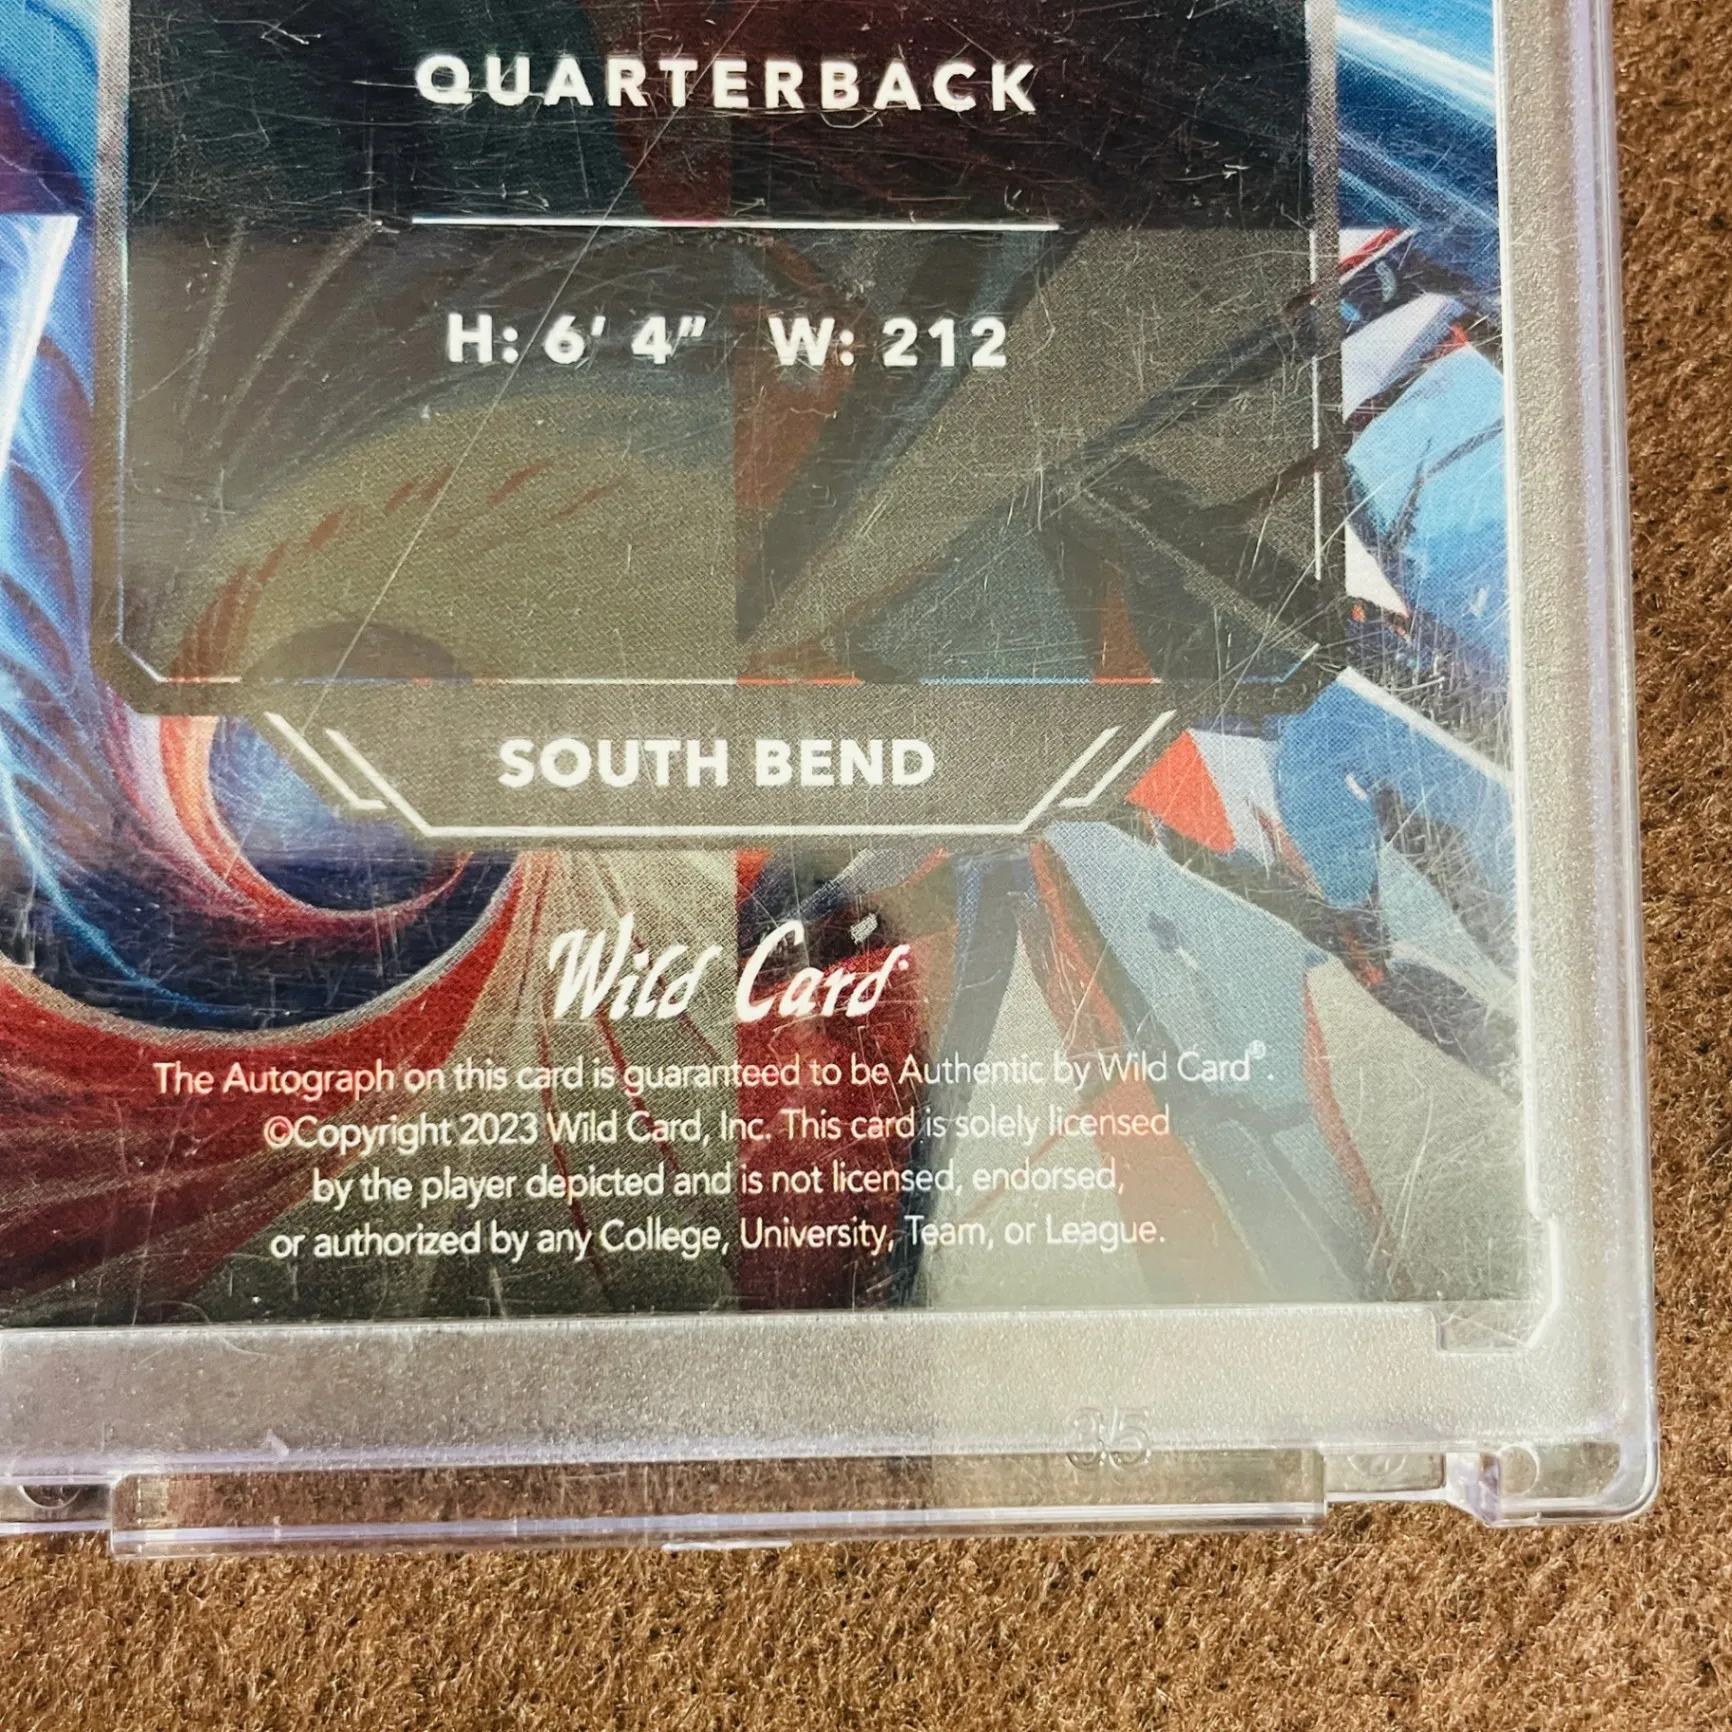 QUARTERBACK
H: 6' 4" W: 212
SOUTH BEND
Wild Card
The Autograph on this card is guaranteed to be Authentic by Wild Card®.
©Copyright 2023 Wild Card, Inc. This card is solely licensed
by the player depicted and is not licensed, endorsed,
or authorized by any College, University, Team, or League.
35